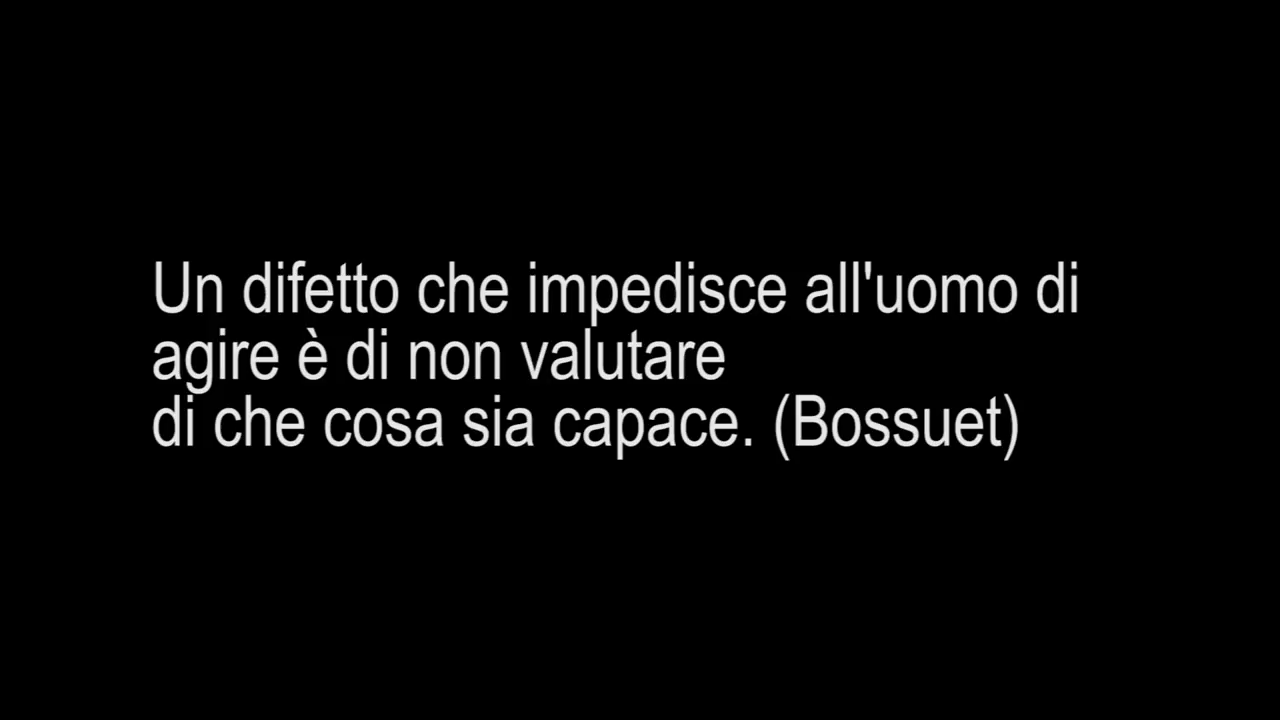 Un difetto che impedisce all'uomo di
agire è di non valutare
di che cosa sia capace. (Bossuet)